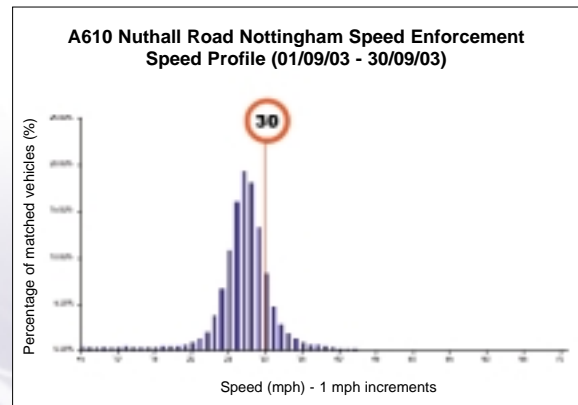 A610 Nuthall Road Nottingham Speed Enforcement
Speed Profile (01/09/03 - 30/09/03)
30
Percentage of matched vehicles (%)
Speed (mph) - 1 mph increments